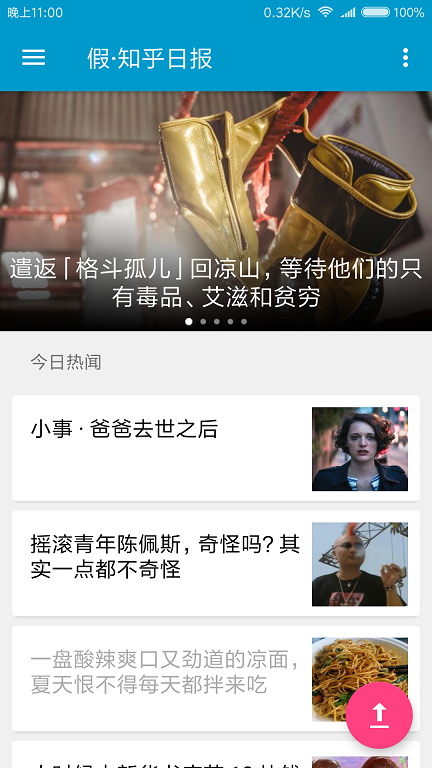 晚上11:00
0.32K/s
100%
假·知乎日报
遣返「格斗孤儿」回凉山，等待他们的只
有毒品、艾滋和贫穷
今日热闻
小事 · 爸爸去世之后
摇滚青年陈佩斯，奇怪吗？其
实一点都不奇怪
一盘酸辣爽口又劲道的凉面，
夏天恨不得每天都拌来吃